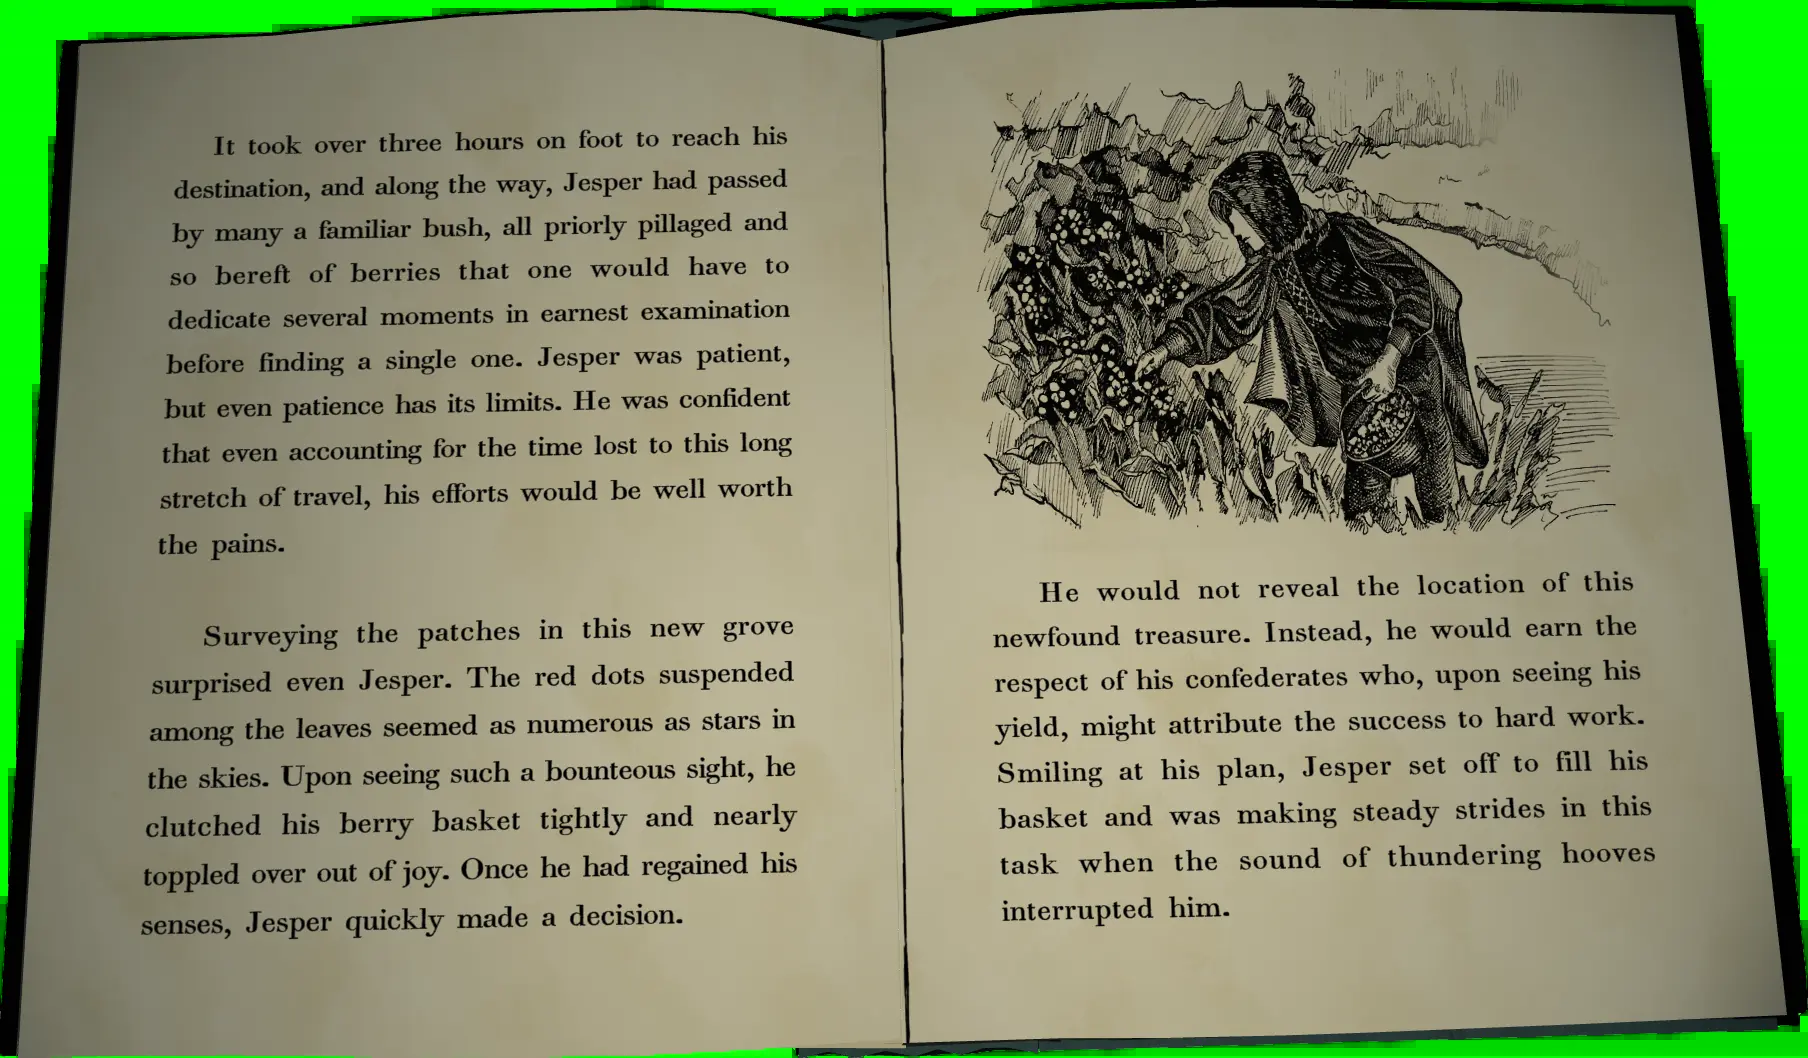 It took over three hours on foot to reach his
destination, and along the way, Jesper had passed
by many a familiar bush, all priorly pillaged and
so bereft of berries that one would have to
dedicate several moments in earnest examination
before finding a single one. Jesper was patient,
but even patience has its limits. He was confident
that even accounting for the time lost to this long
stretch of travel, his efforts would be well worth
the pains.
Surveying the patches in this new grove
surprised even Jesper. The red dots suspended
among the leaves seemed as numerous as stars in
the skies. Upon seeing such a bounteous sight, he
clutched his berry basket tightly and nearly
toppled over out of joy. Once he had regained his
senses, Jesper quickly made a decision.
He would not reveal the location of this
newfound treasure. Instead, he would earn the
respect of his confederates who, upon seeing his
yield, might attribute the success to hard work.
Smiling at his plan, Jesper set off to fill his
basket and was making steady strides in this
task when the sound of thundering hooves
interrupted him.